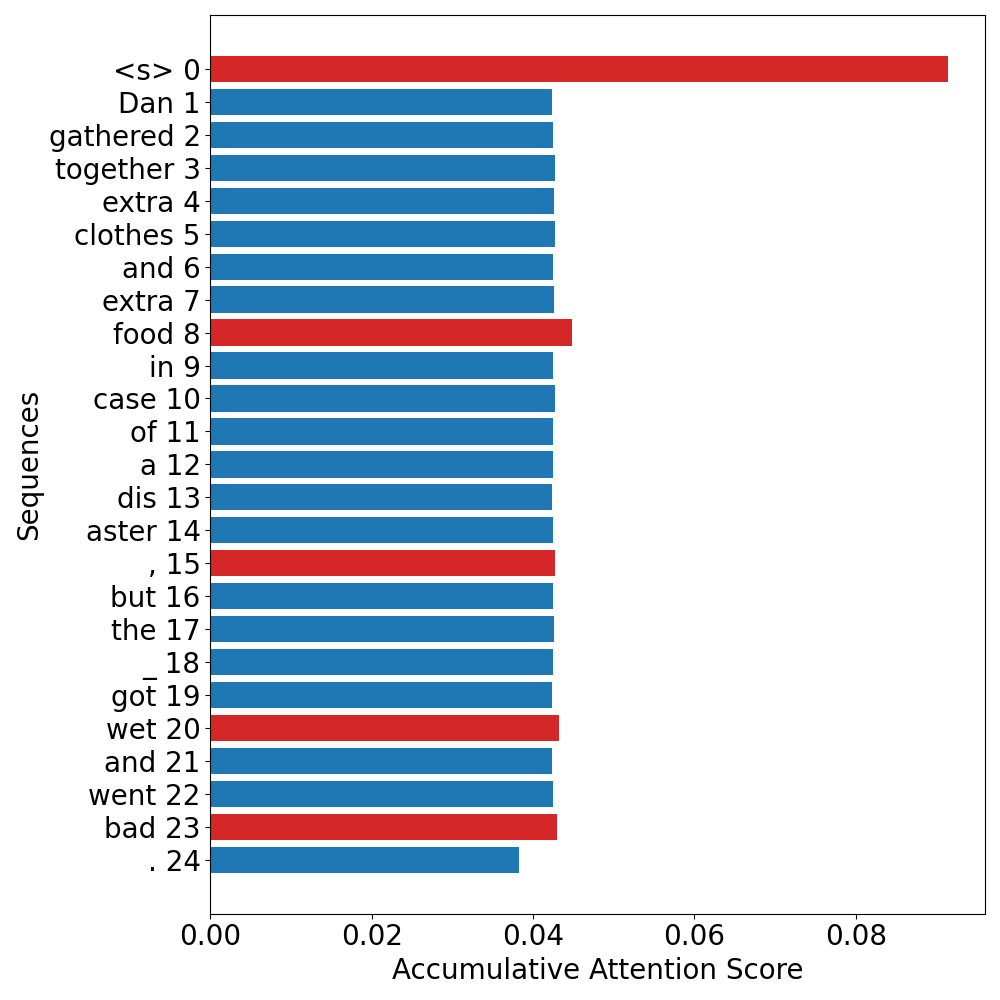 <s> 0
Dan 1
gathered 2
together 3
extra 4
clothes 5
and 6
extra 7
food 8
in 9
case 10
of 11
a 12
dis 13
aster 14
, 15
but 16
the 17
_ 18
got 19
wet 20
and 21
went 22
bad 23
. 24
Sequences
0.00 0.02 0.04 0.06 0.08
Accumulative Attention Score